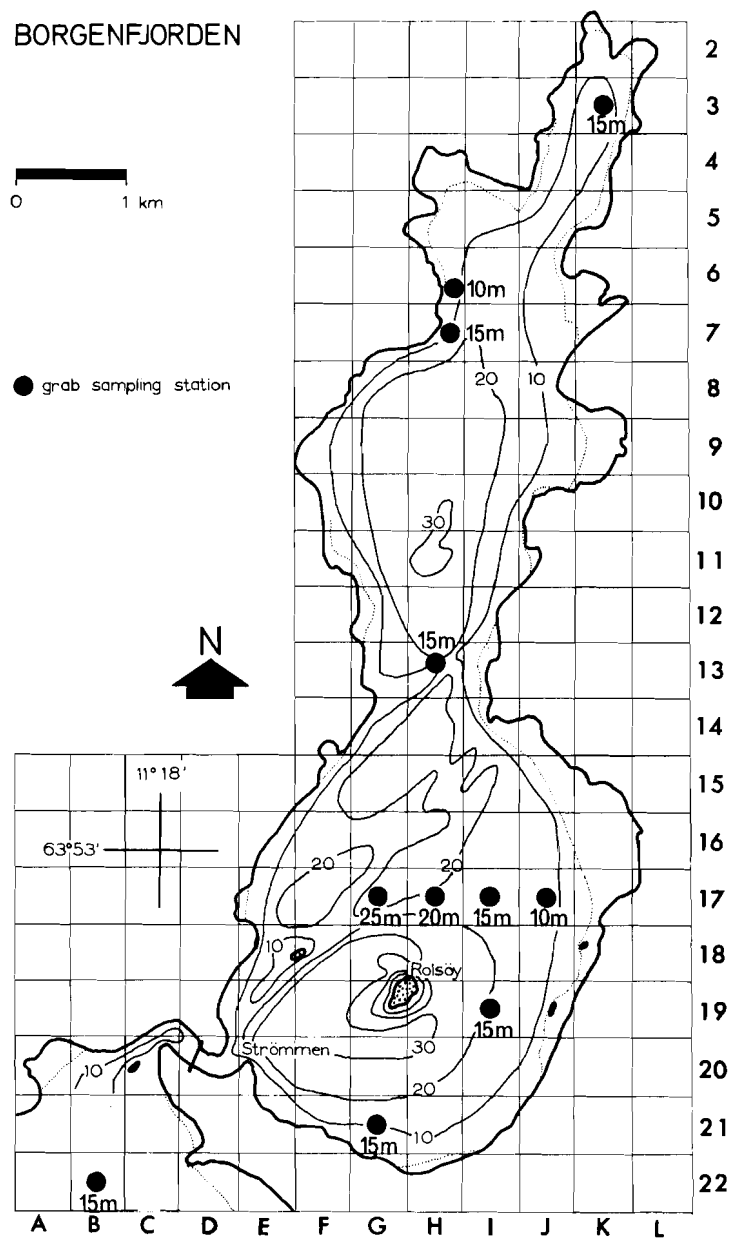 BORGENFJORDEN
2
3
15m
4
0 1 km
5
6
10m
7
15m
20 10
8
grab sampling station
9
10
30
11
12
15m
13
N
14
11° 18'
15
63°53'
16
20 20
17
25m 20m 15m 10m
10
18
Rolsöy
19
15m
Strömmen
30
10
20
20
15m
10
21
15m
22
A B C D E F G H I J K L